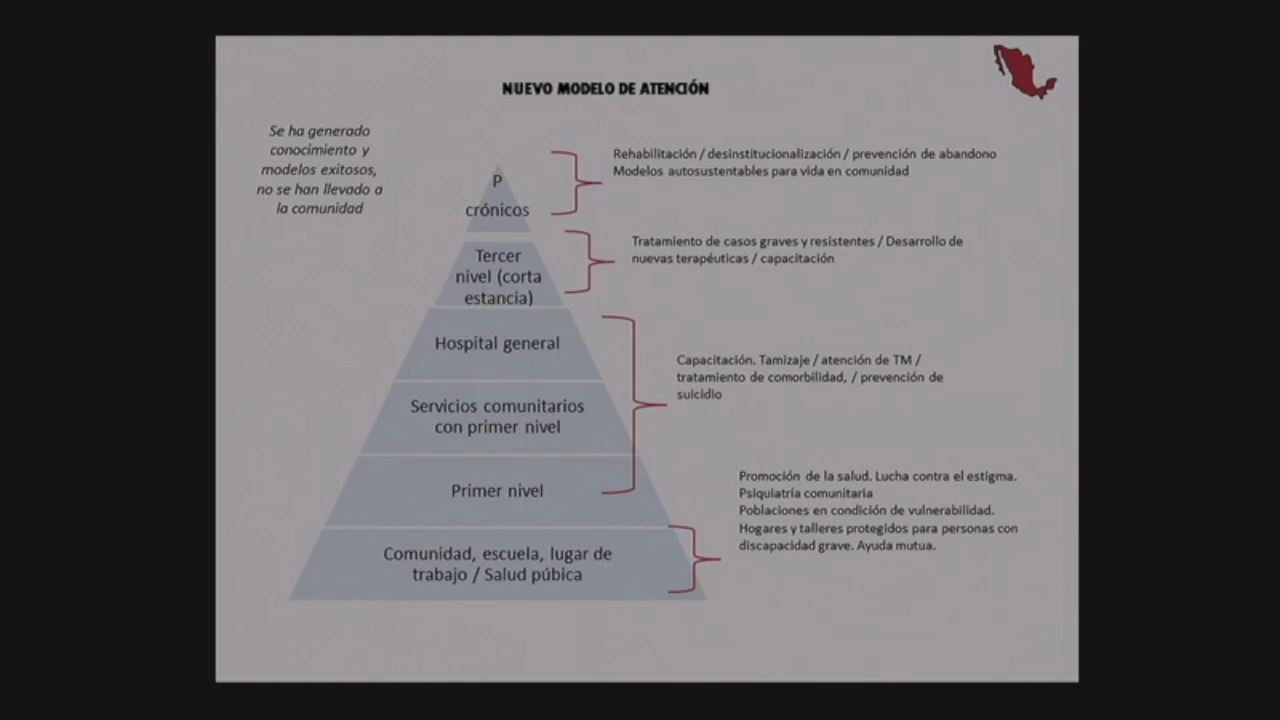 NUEVO MODELO DE ATENCIÓN
Se ha generado
conocimiento y
modelos exitosos,
no se han llevado a
la comunidad
P
crónicos
Rehabilitación / desinstitucionalización / prevención de abandono
Modelos autosustentables para vida en comunidad
Tercer
nivel (corta
estancia)
Tratamiento de casos graves y resistentes / Desarrollo de
nuevas terapéuticas / capacitación
Hospital general
Servicios comunitarios
con primer nivel
Primer nivel
Capacitación. Tamizaje / atención de TM /
tratamiento de comorbilidad, / prevención de
suicidio
Comunidad, escuela, lugar de
trabajo / Salud púbica
Promoción de la salud. Lucha contra el estigma.
Psiquiatría comunitaria
Poblaciones en condición de vulnerabilidad.
Hogares y talleres protegidos para personas con
discapacidad grave. Ayuda mutua.